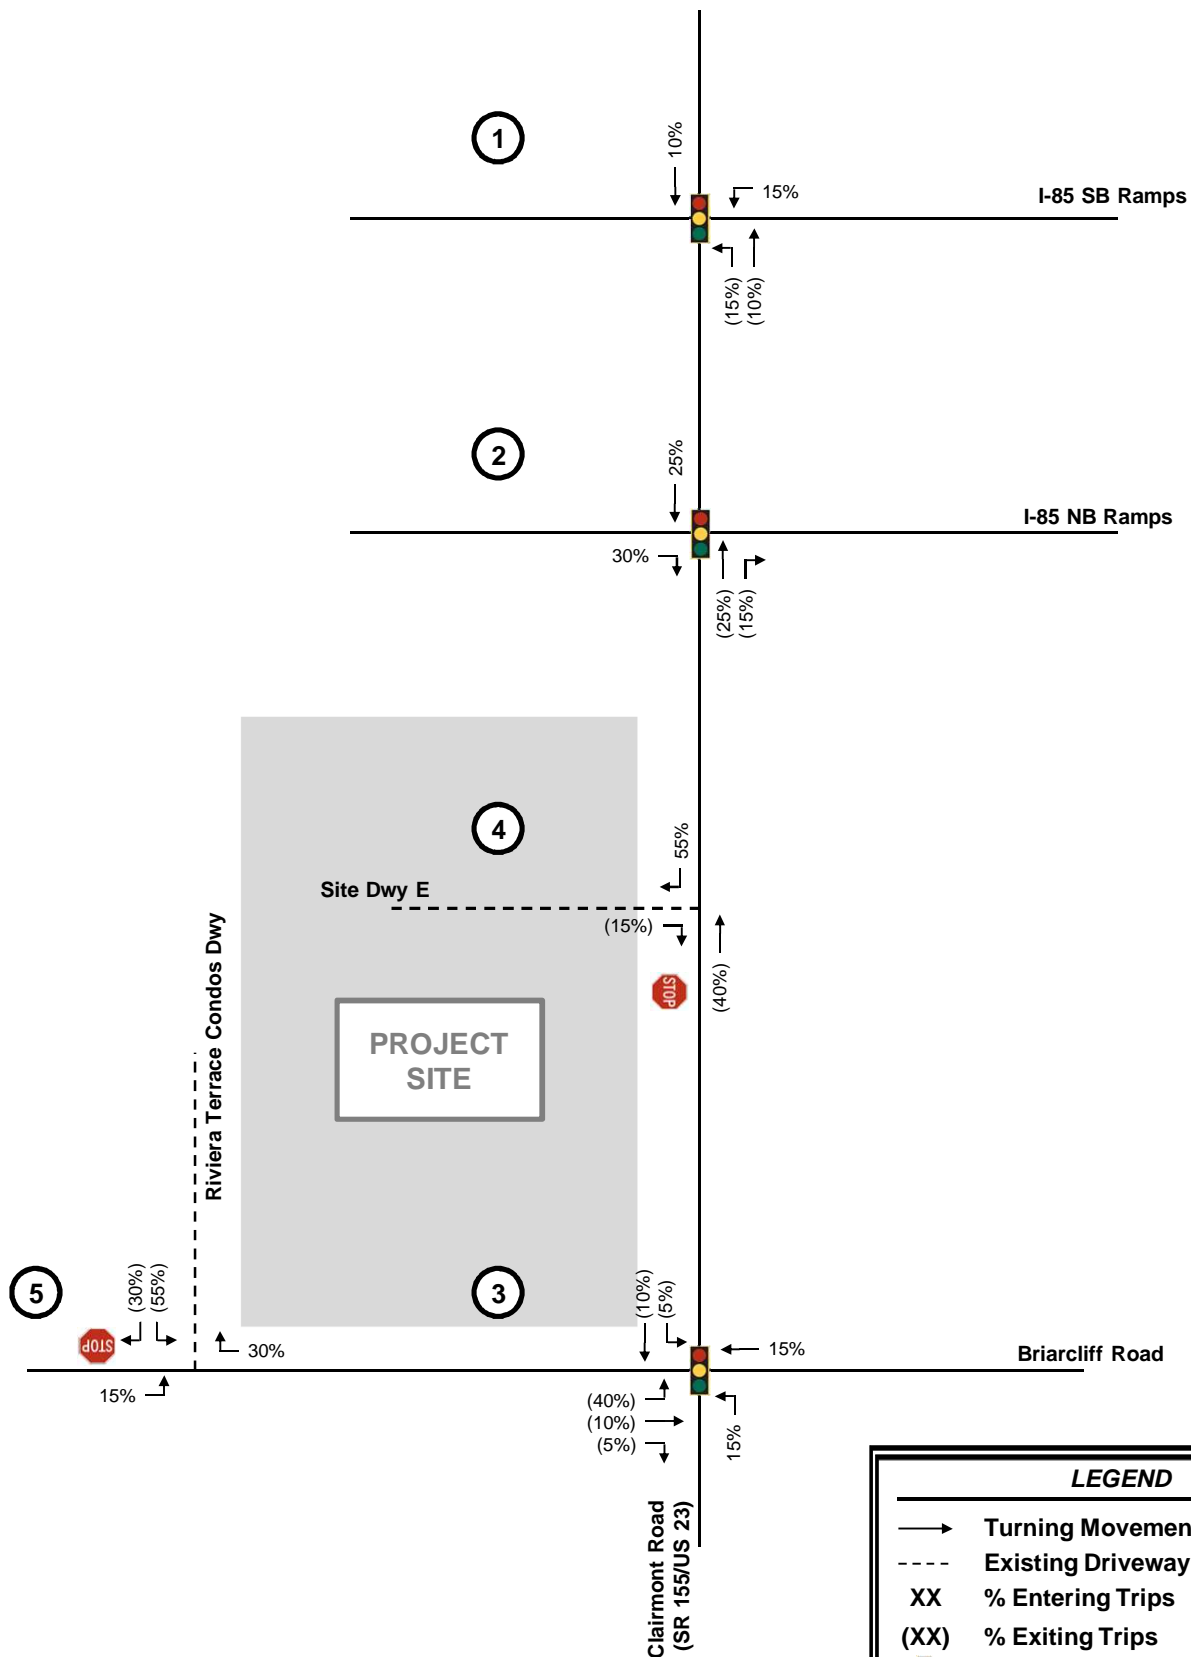 1
10%
15%
I-85 SB Ramps
(15%)
(10%)
2
25%
I-85 NB Ramps
30%
(25%)
(15%)
4
55%
Site Dwy E
(15%)
(40%)
STOP
Riviera Terrace Condos Dwy
PROJECT
SITE
5
(30%)
(55%)
3
(10%)
(5%)
STOP
30%
15%
Briarcliff Road
15%
(40%)
(10%)
(5%)
15%
Clairmont Road
(SR 155/US 23)
LEGEND
Turning Movemen
Existing Driveway
XX % Entering Trips
(XX) % Exiting Trips